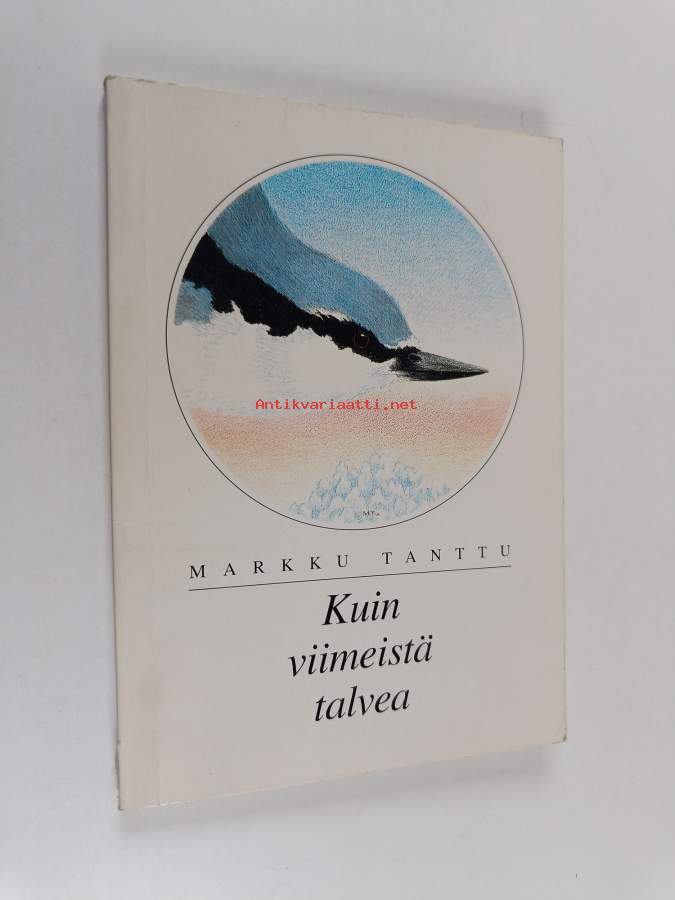 Antikvariaatti.net
MARKKU TANTTU
Kuin
viimeistä
talvea